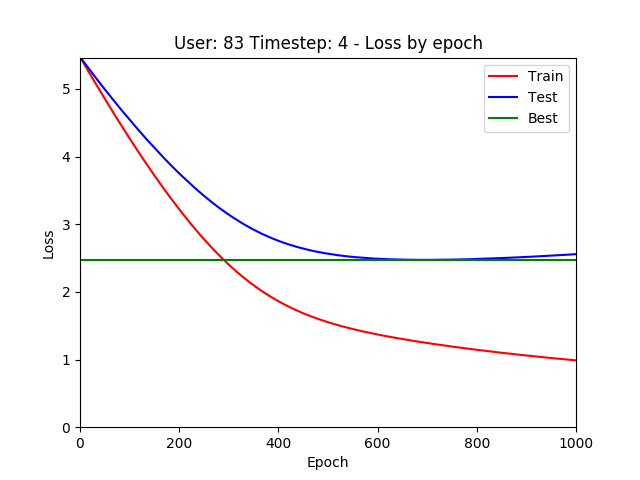 User: 83 Timestep: 4 - Loss by epoch
Train
Test
Best
5
4
3
2
1
0
Loss
0 200 400 600 800 1000
Epoch